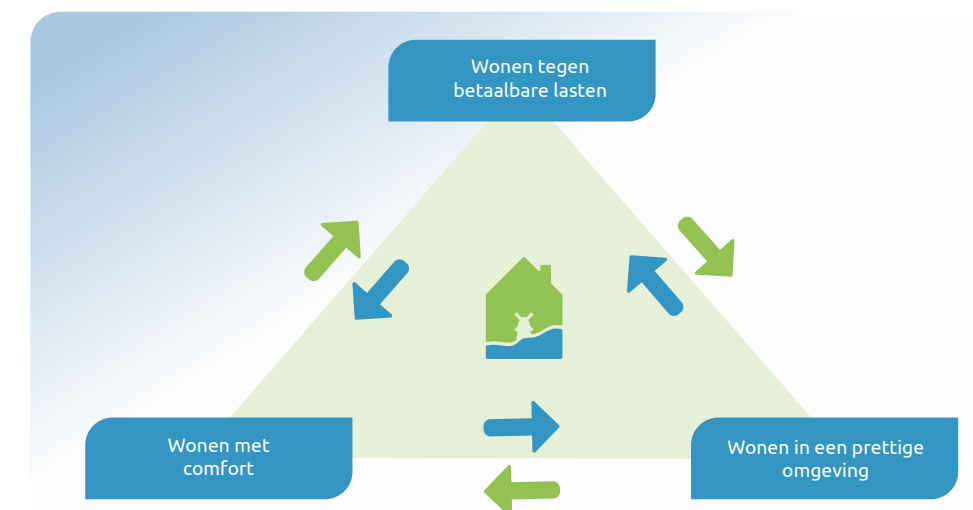 Wonen tegen
betaalbare lasten
Wonen met
comfort
Wonen in een prettige
omgeving